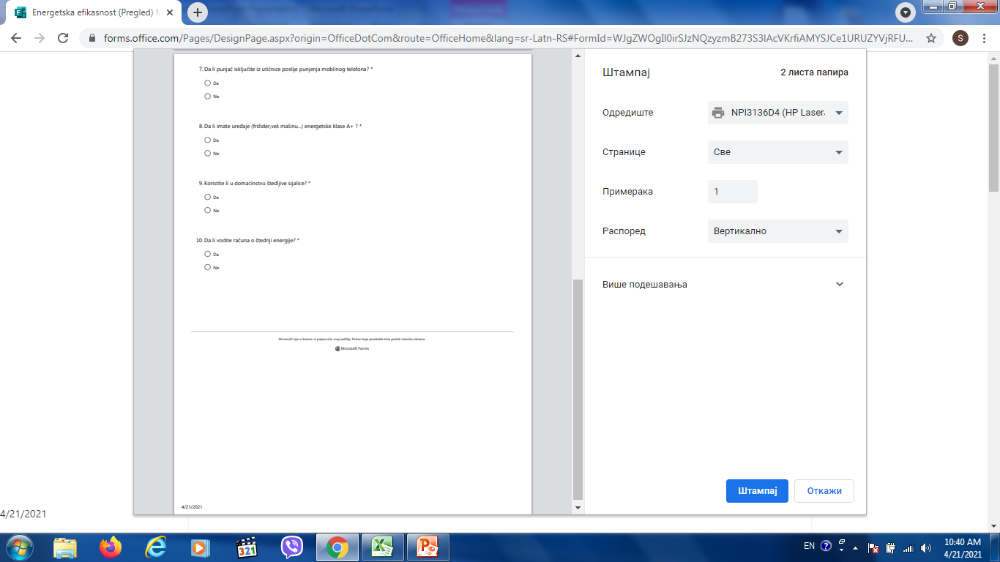 Energetska efikasnost (Pregled)
forms.office.com/Pages/DesignPage.aspx?origin=OfficeDotCom&route=OfficeHome&lang=sr-Latn-RS#FormId=WJgZWOgIl0irSJzNQzyzmB273S3lAcVKrfiAMYSJCe1URUZYVjRFU...
S
7. Da li punjač isključite iz utičnice poslije punjenja mobilnog telefona? *
Da
Ne
8. Da li imate uređaje (frižider,veš mašinu...) energetske klase A+ ? *
Da
Ne
9. Koristite li u domaćinstvu štedljive sijalice? *
Da
Ne
10. Da li vodite računa o štednji energije? *
Da
Ne
Microsoft nije ni kreirao ni preporučio ovaj sadržaj. Podaci koje prosledite biće poslati vlasniku obrasca.
Microsoft Forms
4/21/2021
Штампај
2 листа папира
Одредиште
NPI3136D4 (HP Laser
Странице
Све
Примерака
1
Распоред
Вертикално
Више подешавања
Штампај
Откажи
4/21/2021
321
EN
10:40 AM
4/21/2021